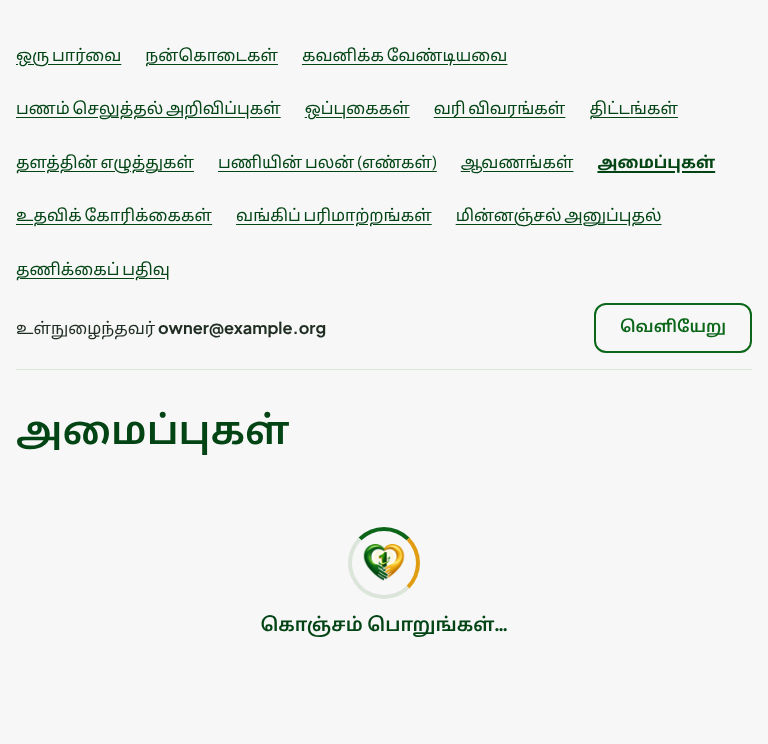 ஒரு பார்வை நன்கொடைகள் கவனிக்க வேண்டியவை
பணம் செலுத்தல் அறிவிப்புகள் ஒப்புகைகள் வரி விவரங்கள் திட்டங்கள்
தளத்தின் எழுத்துகள் பணியின் பலன் (எண்கள்) ஆவணங்கள் அமைப்புகள்
உதவிக் கோரிக்கைகள் வங்கிப் பரிமாற்றங்கள் மின்னஞ்சல் அனுப்புதல்
தணிக்கைப் பதிவு
உள்நுழைந்தவர் owner@example.org வெளியேறு
அமைப்புகள்
1
கொஞ்சம் பொறுங்கள்…